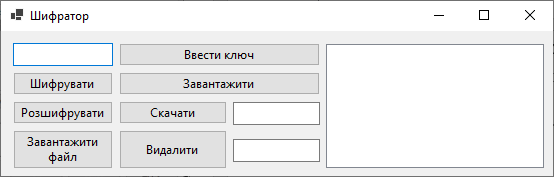 Шифратор
Ввести ключ
Шифрувати
Завантажити
Розшифрувати
Скачати
Завантажити
файл
Видалити